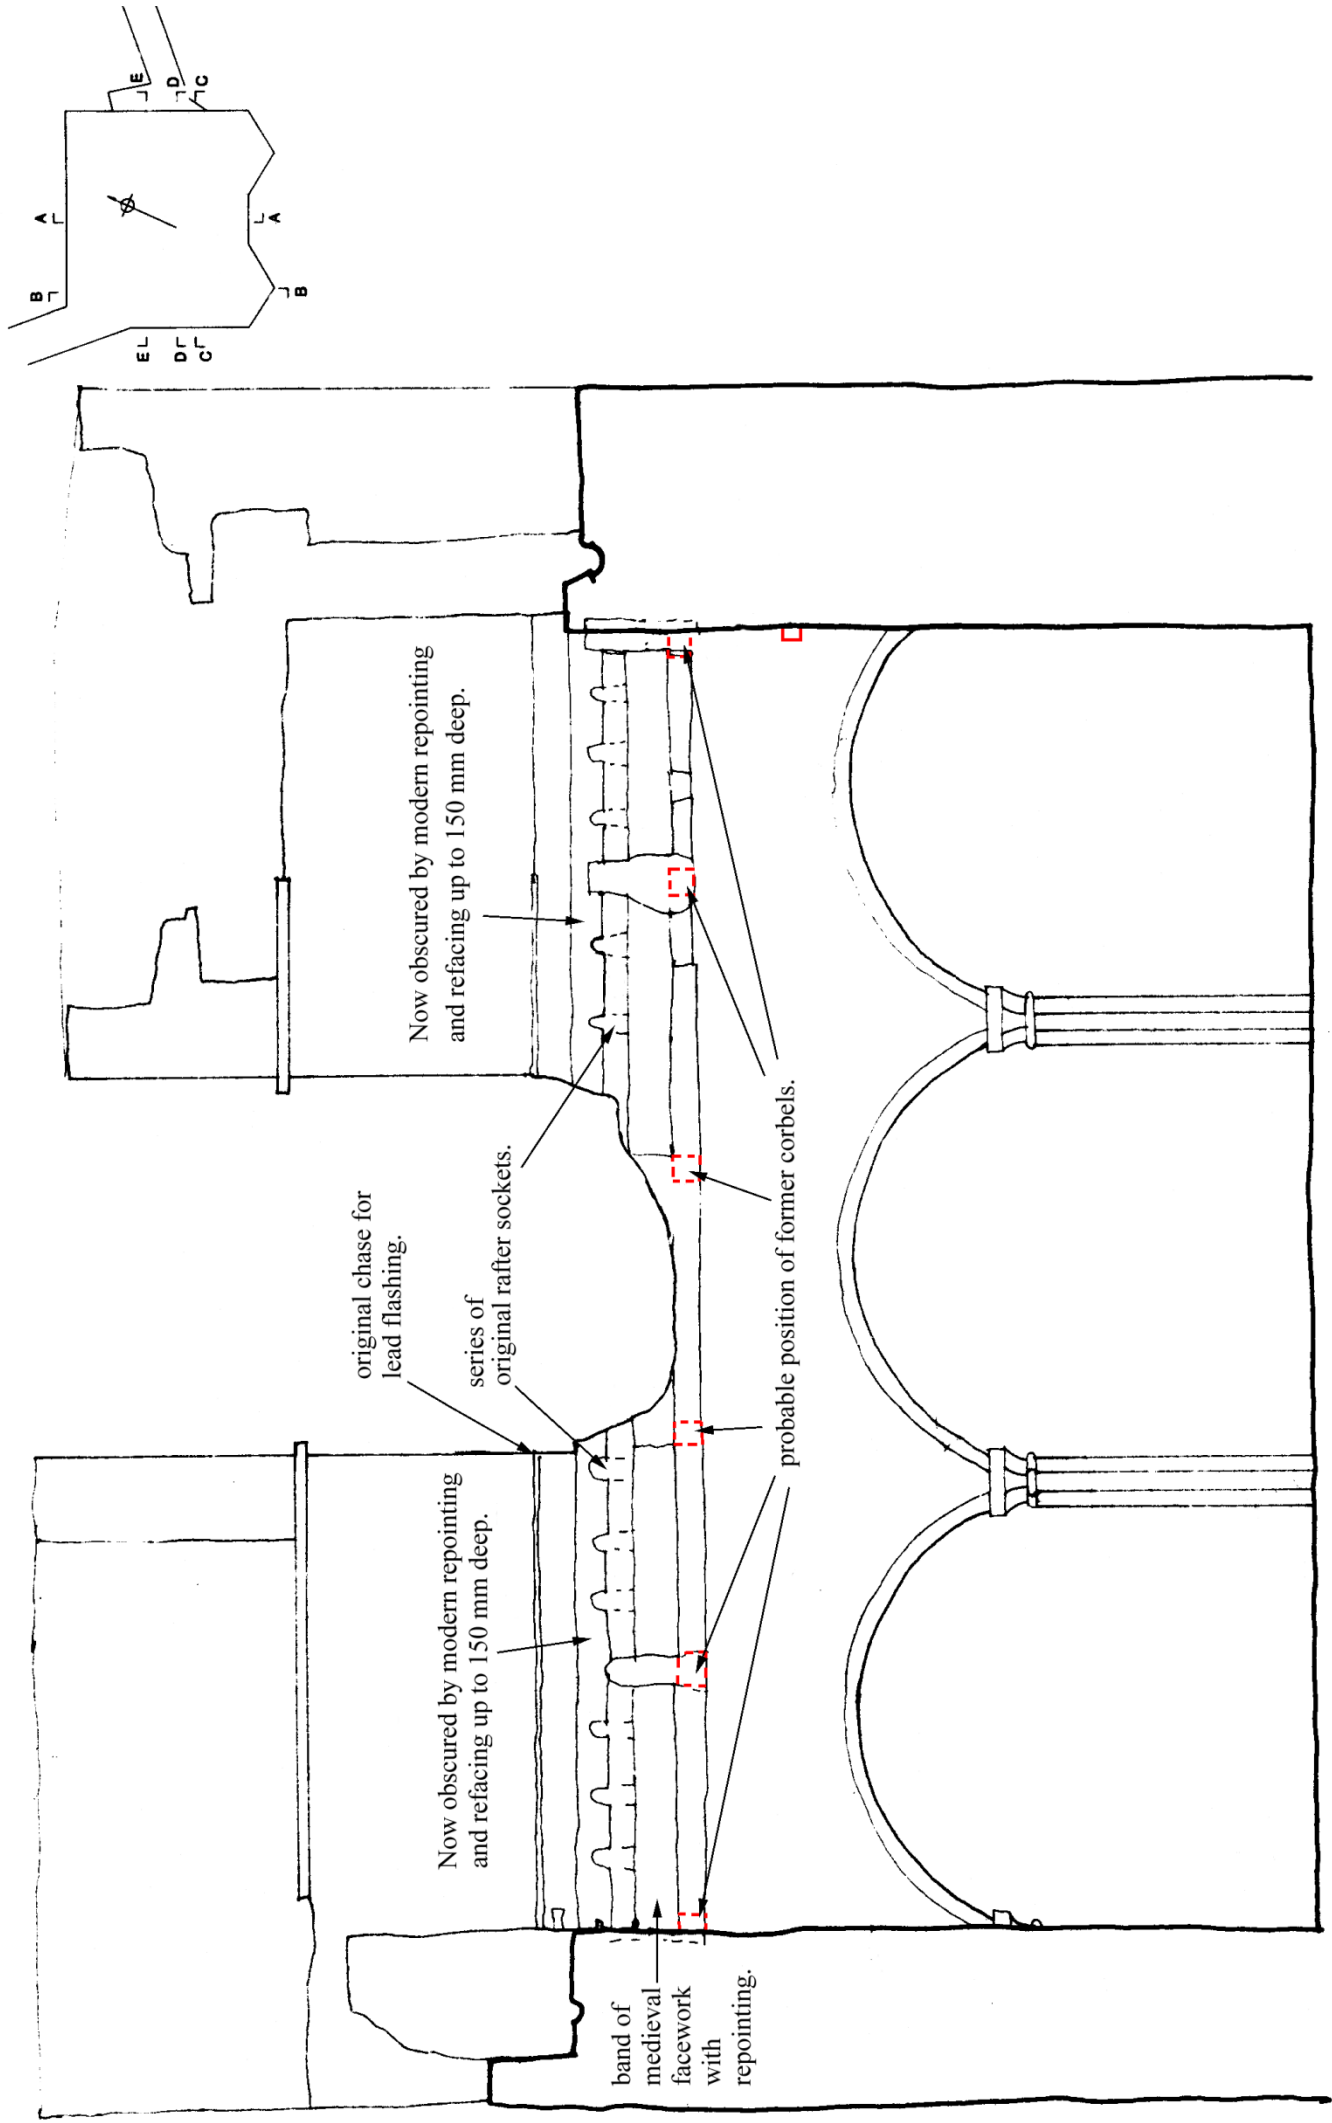 original chase for
lead flashing.
series of
original rafter sockets.
Now obscured by modern repointing
and refacing up to 150 mm deep.
Now obscured by modern repointing
and refacing up to 150 mm deep.
band of
medieval
facework
with
repointing.
probable position of former corbels.
B
A
E
D
C
E
D
C
A
B